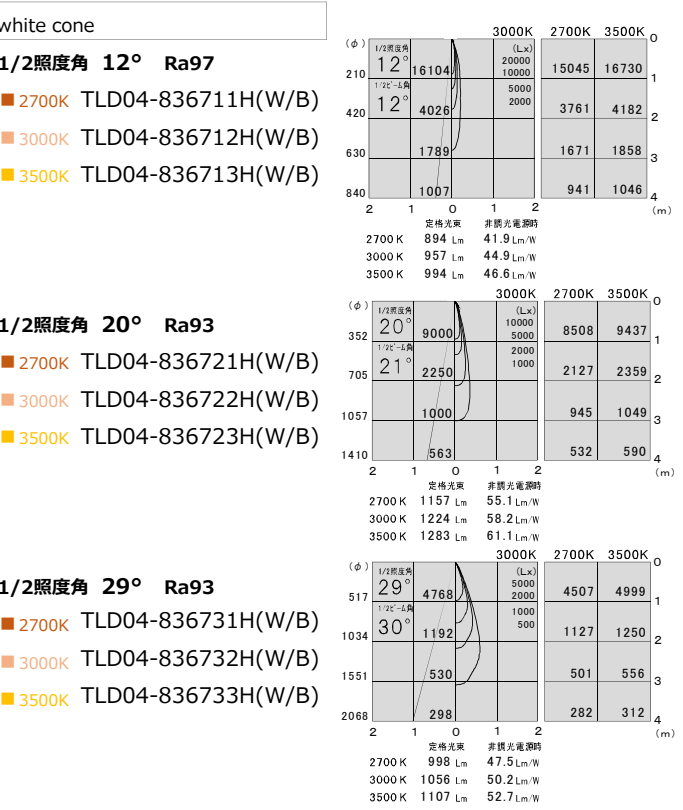 white cone
1/2照度角 12° Ra97
2700K TLD04-836711H(W/B)
3000K TLD04-836712H(W/B)
3500K TLD04-836713H(W/B)
3000K 2700K 3500K
(φ) 1/2照度角 (Lx) 0
12° 16104 20000 10000 15045 16730
210 1
1/2ビーム角 5000 2000
12° 4026 3761 4182
420 2
1789 1671 1858
630 3
1007 941 1046
840 4
2 1 0 1 2 (m)
定格光束 非調光電源時
2700K 894 Lm 41.9 Lm/W
3000K 957 Lm 44.9 Lm/W
3500K 994 Lm 46.6 Lm/W
1/2照度角 20° Ra93
2700K TLD04-836721H(W/B)
3000K TLD04-836722H(W/B)
3500K TLD04-836723H(W/B)
3000K 2700K 3500K
(φ) 1/2照度角 (Lx) 0
20° 9000 10000 5000 8508 9437
352 1
1/2ビーム角 2000 1000
21° 2250 2127 2359
705 2
1000 945 1049
1057 3
563 532 590
1410 4
2 1 0 1 2 (m)
定格光束 非調光電源時
2700K 1157 Lm 55.1 Lm/W
3000K 1224 Lm 58.2 Lm/W
3500K 1283 Lm 61.1 Lm/W
1/2照度角 29° Ra93
2700K TLD04-836731H(W/B)
3000K TLD04-836732H(W/B)
3500K TLD04-836733H(W/B)
3000K 2700K 3500K
(φ) 1/2照度角 (Lx) 0
29° 4768 5000 2000 4507 4999
517 1
1/2ビーム角 1000 500
30° 1192 1127 1250
1034 2
530 501 556
1551 3
298 282 312
2068 4
2 1 0 1 2 (m)
定格光束 非調光電源時
2700K 998 Lm 47.5 Lm/W
3000K 1056 Lm 50.2 Lm/W
3500K 1107 Lm 52.7 Lm/W